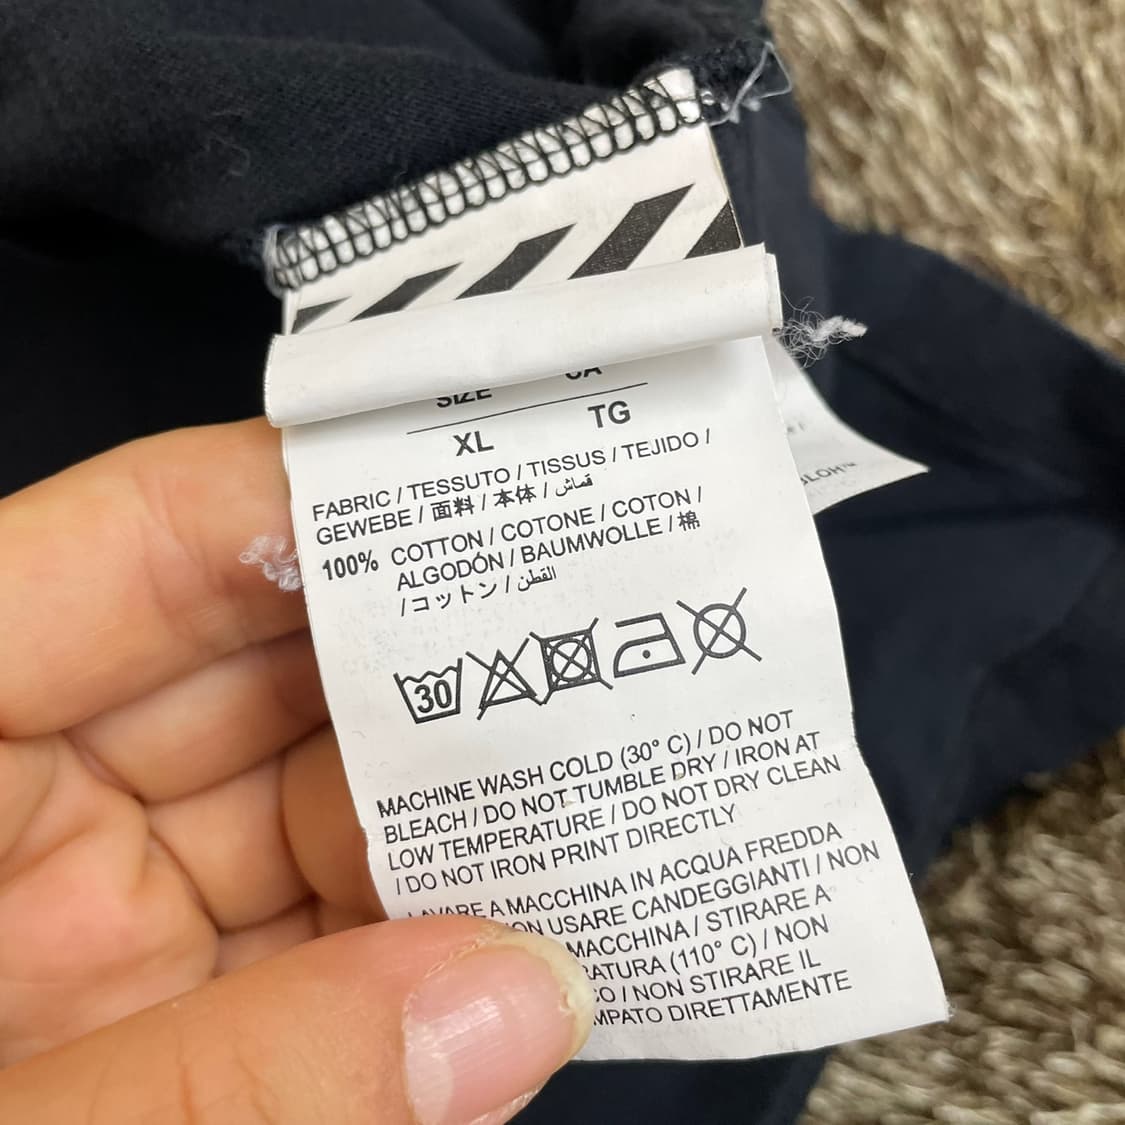 SIZE
XL TG
FABRIC / TESSUTO / TISSUS / TEJIDO /
GEWEBE / 面料 / 本体 / قماش
100% COTTON / COTONE / COTON /
ALGODÓN / BAUMWOLLE / 棉
/ コットン / القطن
30
MACHINE WASH COLD (30° C) / DO NOT
BLEACH / DO NOT TUMBLE DRY / IRON AT
LOW TEMPERATURE / DO NOT DRY CLEAN
/ DO NOT IRON PRINT DIRECTLY
LAVARE A MACCHINA IN ACQUA FREDDA
USARE CANDEGGIANTI / NON
MACCHINA / STIRARE A
(110° C) / NON
/ NON STIRARE IL
DIRETTAMENTE